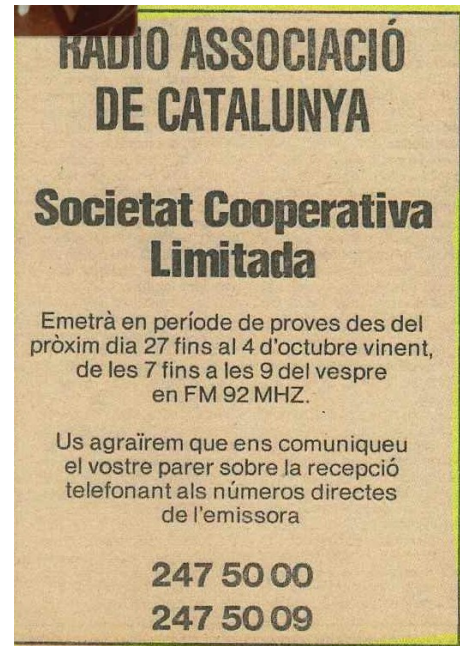 RÀDIO ASSOCIACIÓ
DE CATALUNYA
Societat Cooperativa
Limitada
Emetrà en període de proves des del
pròxim dia 27 fins al 4 d'octubre vinent,
de les 7 fins a les 9 del vespre
en FM 92 MHZ.
Us agraïrem que ens comuniqueu
el vostre parer sobre la recepció
telefonant als números directes
de l'emissora
247 50 00
247 50 09